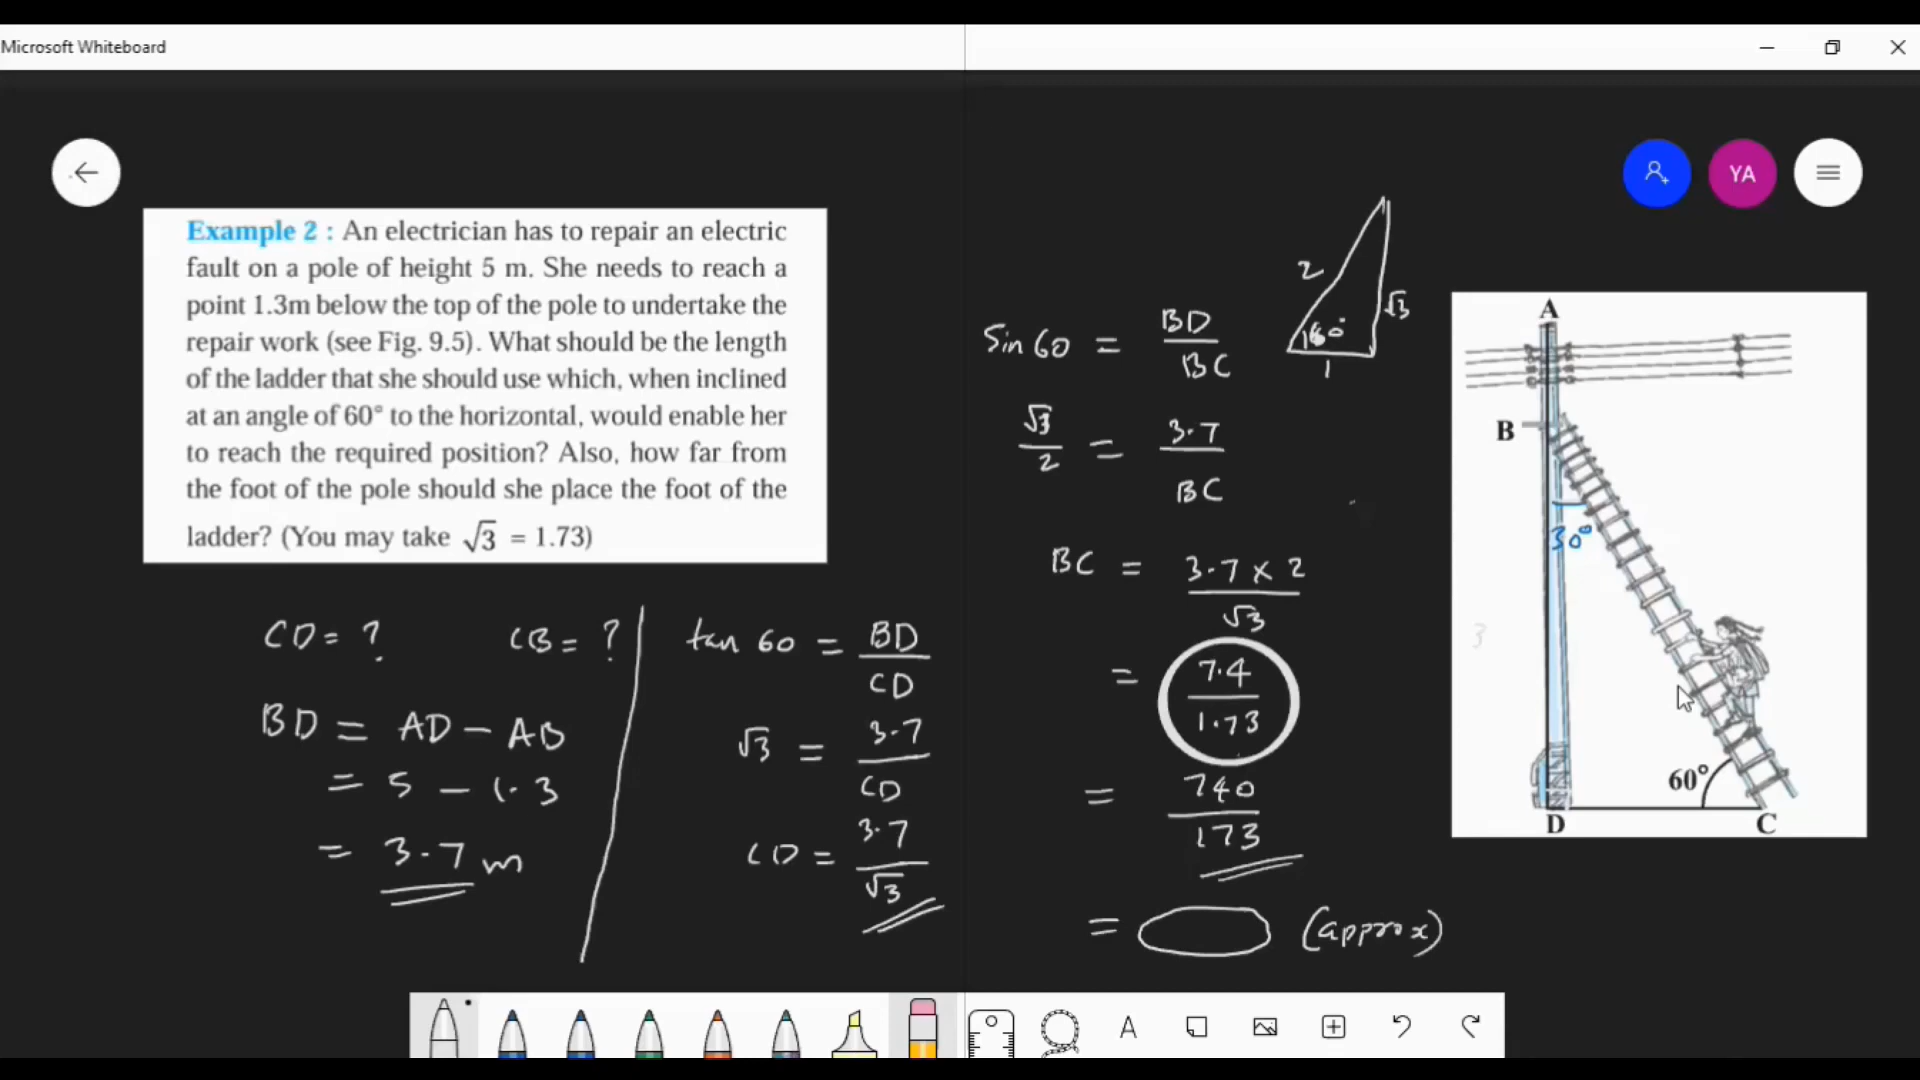 Microsoft Whiteboard
YA
Example 2 : An electrician has to repair an electric
fault on a pole of height 5 m. She needs to reach a
point 1.3m below the top of the pole to undertake the
repair work (see Fig. 9.5). What should be the length
of the ladder that she should use which, when inclined
at an angle of 60° to the horizontal, would enable her
to reach the required position? Also, how far from
the foot of the pole should she place the foot of the
ladder? (You may take √3 = 1.73)
CD = ? CB = ?
BD = AD - AB
= 5 - 1.3
= 3.7 m
tan 60 = BD/CD
√3 = 3.7/CD
CD = 3.7/√3
Sin 60 = BD/BC
√3/2 = 3.7/BC
BC = 3.7 x 2/√3
= 7.4/1.73
= 740/173
= (approx)
2
√3
60°
1
A
B
30°
60°
D
C
3
A